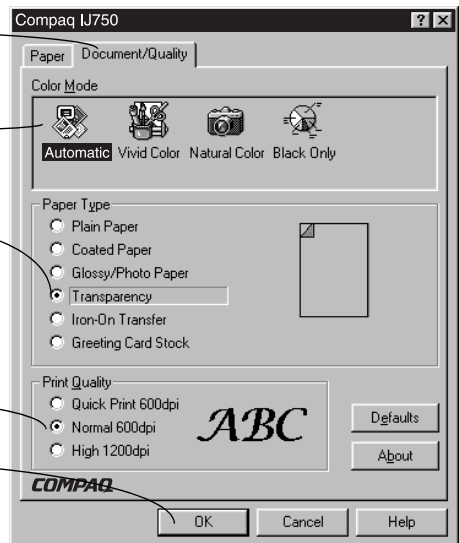 Compaq IJ750
Paper Document/Quality
Color Mode
Automatic Vivid Color Natural Color Black Only
Paper Type
Plain Paper
Coated Paper
Glossy/Photo Paper
Transparency
Iron-On Transfer
Greeting Card Stock
Print Quality
Quick Print 600dpi
Normal 600dpi
High 1200dpi
ABC
Defaults
About
COMPAQ
OK Cancel Help